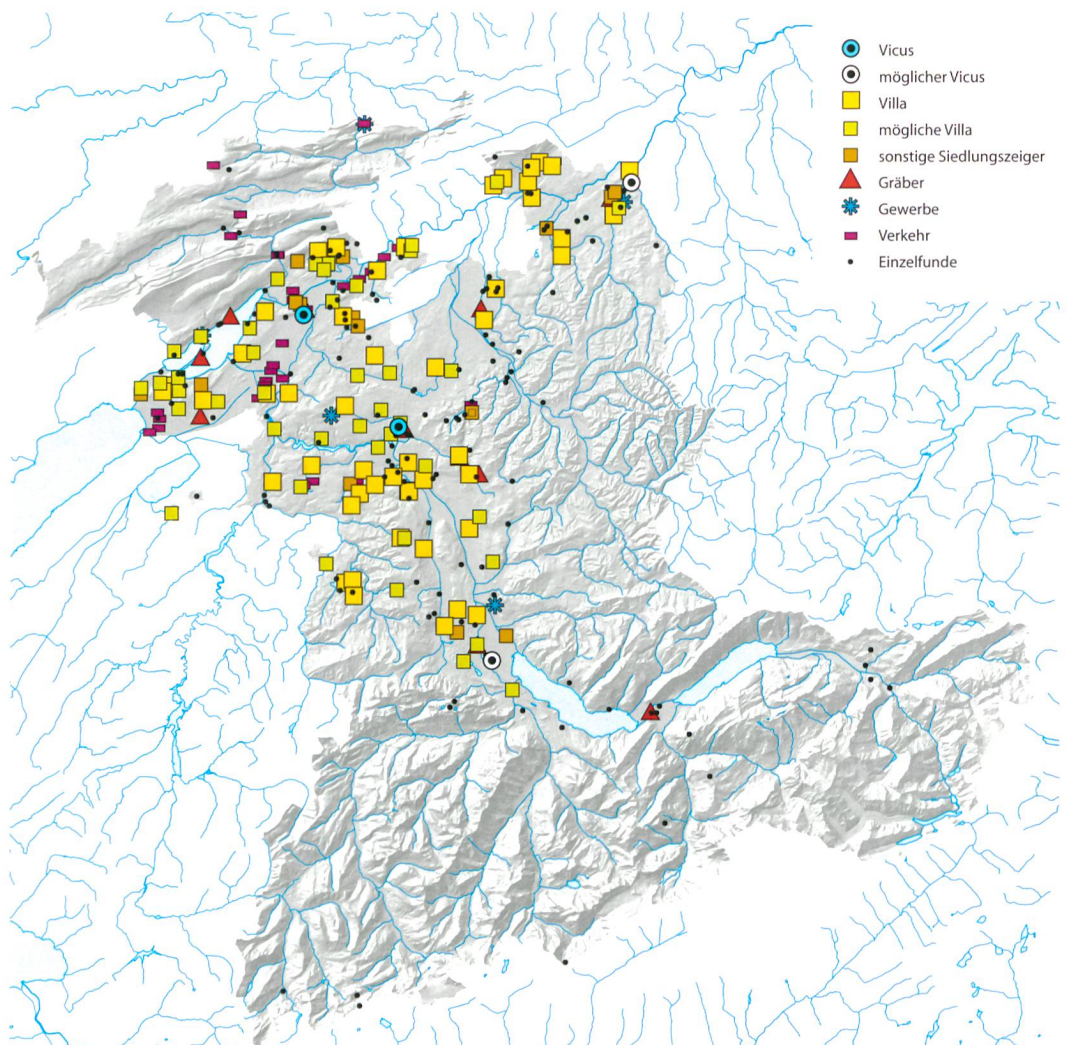 Vicus
möglicher Vicus
Villa
mögliche Villa
sonstige Siedlungszeiger
Gräber
Gewerbe
Verkehr
Einzelfunde